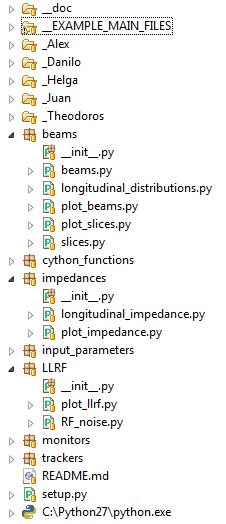 __doc
__EXAMPLE_MAIN_FILES
_Alex
_Danilo
_Helga
_Juan
_Theodoros
beams
__init__.py
beams.py
longitudinal_distributions.py
plot_beams.py
plot_slices.py
slices.py
cython_functions
impedances
__init__.py
longitudinal_impedance.py
plot_impedance.py
input_parameters
LLRF
__init__.py
plot_llrf.py
RF_noise.py
monitors
trackers
README.md
setup.py
C:\Python27\python.exe